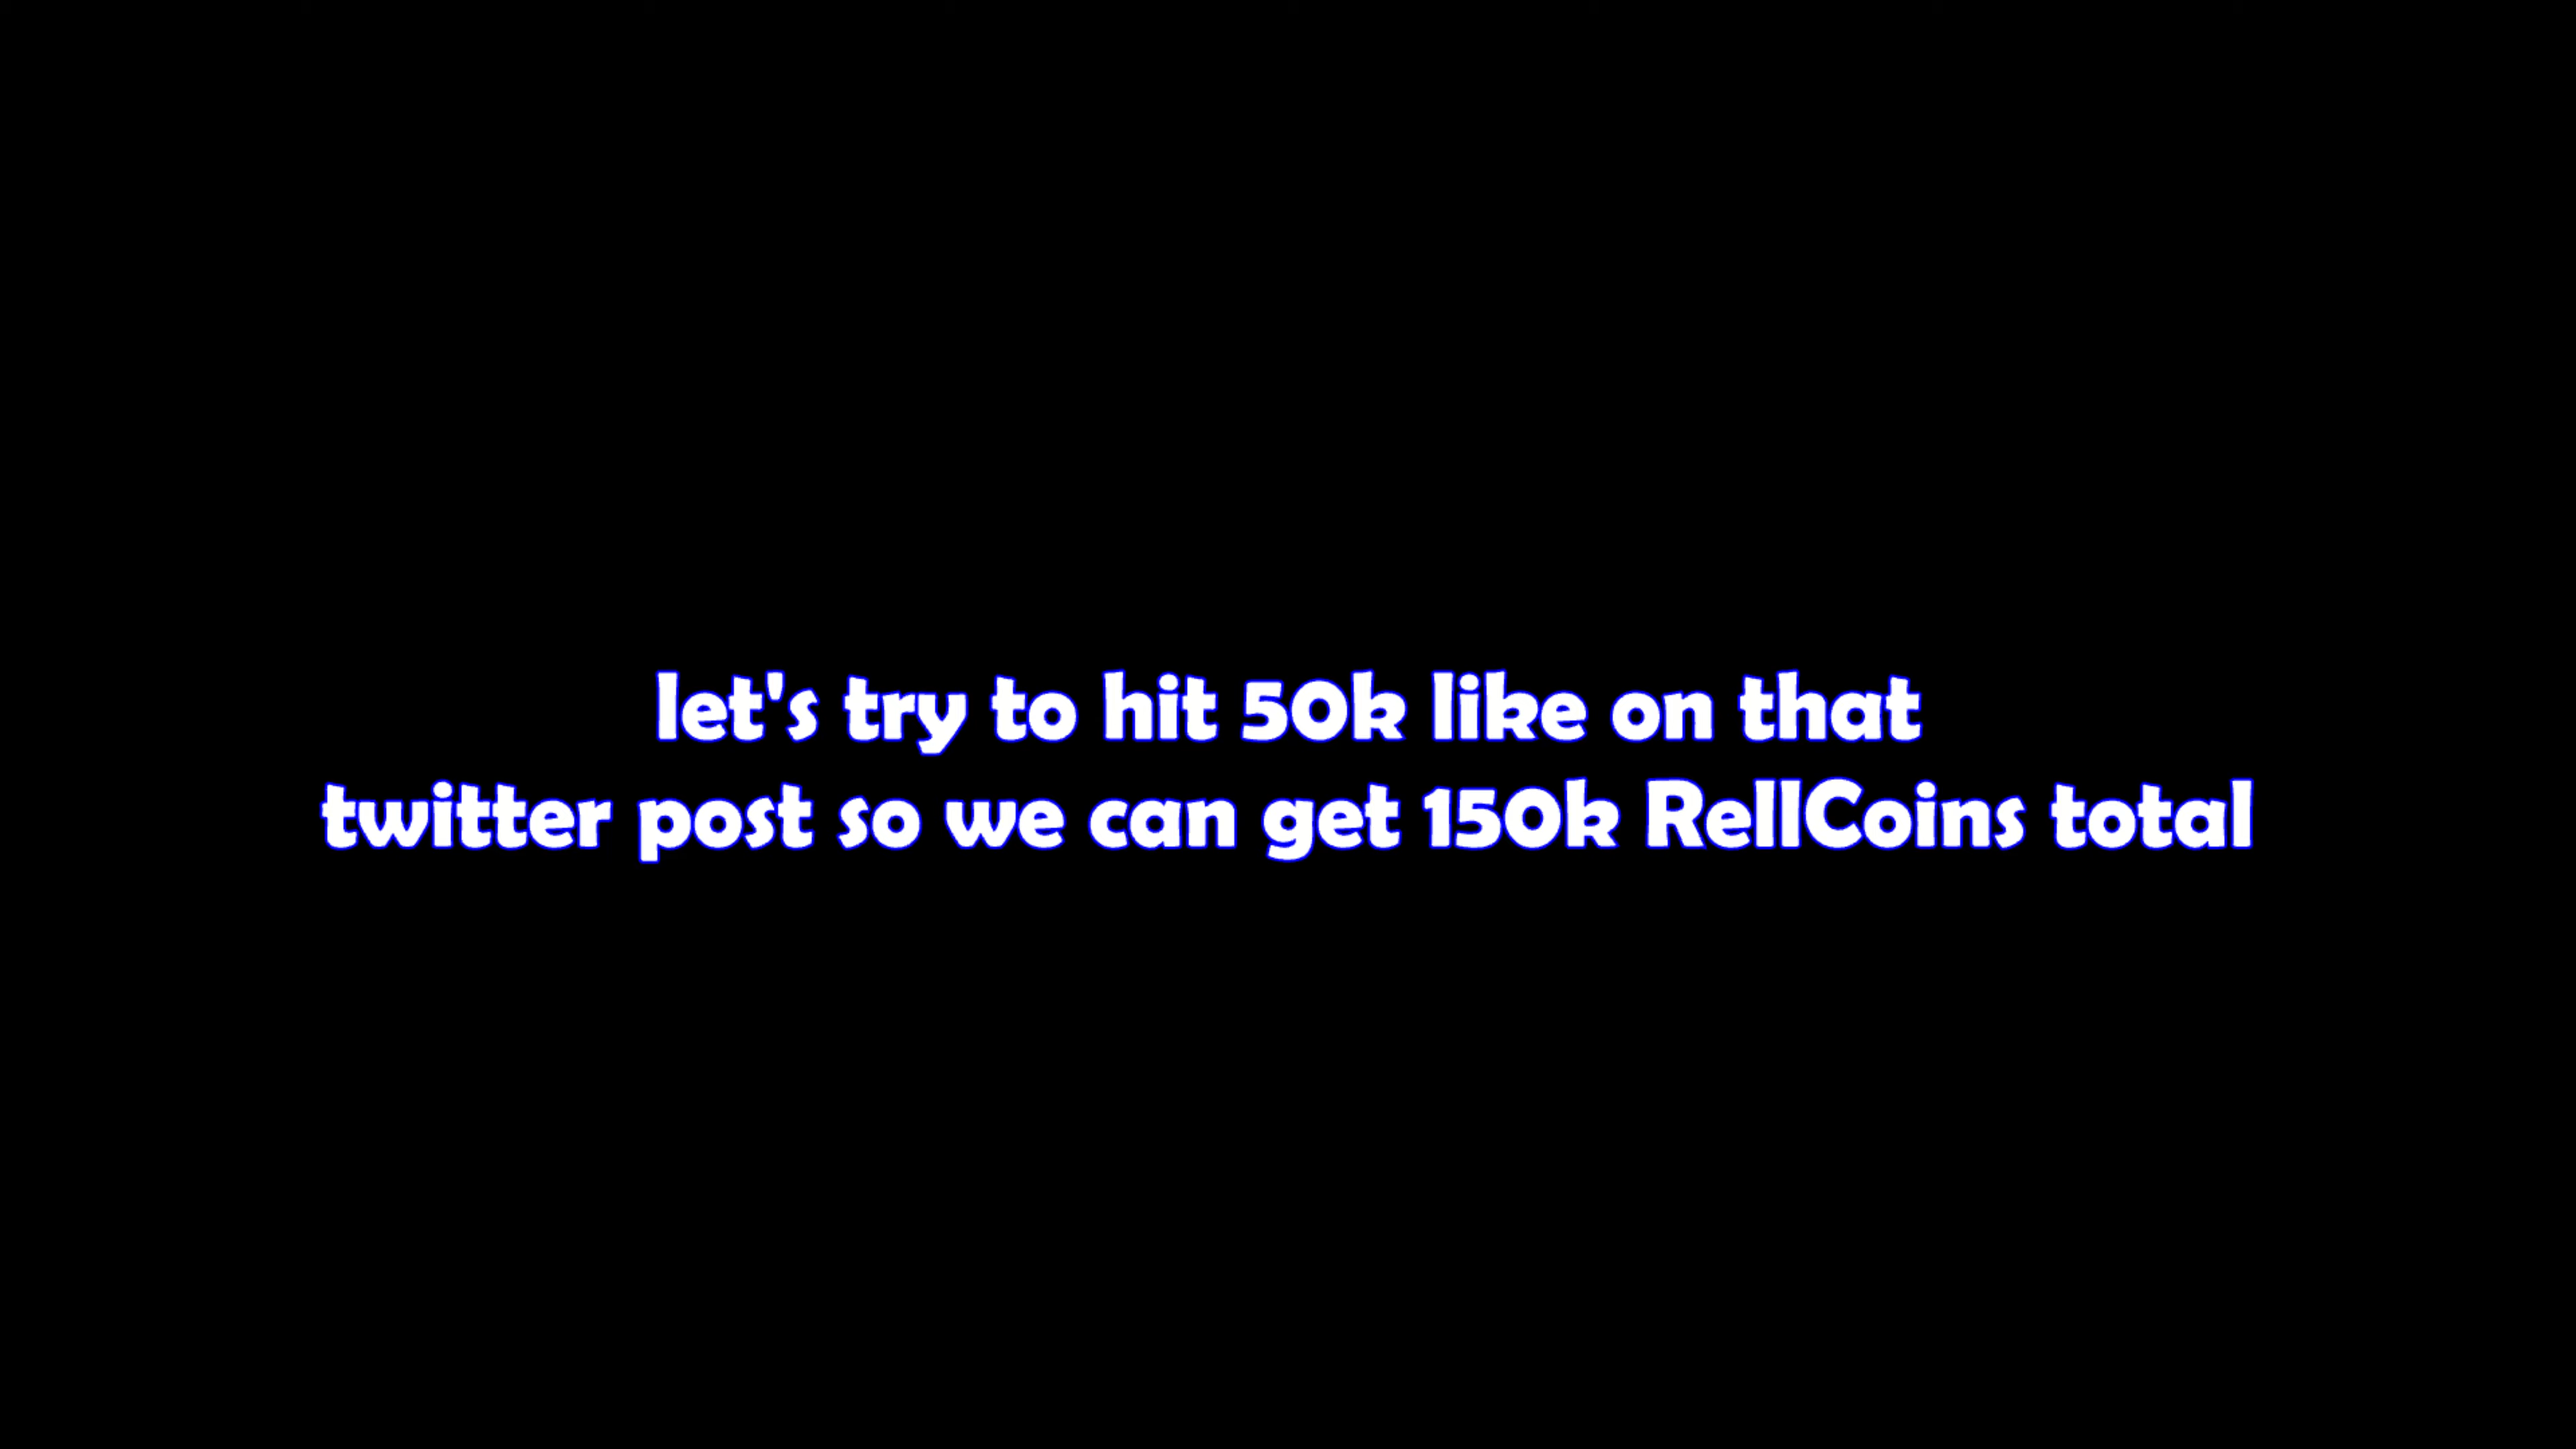 let's try to hit 50k like on that
twitter post so we can get 150k RellCoins total